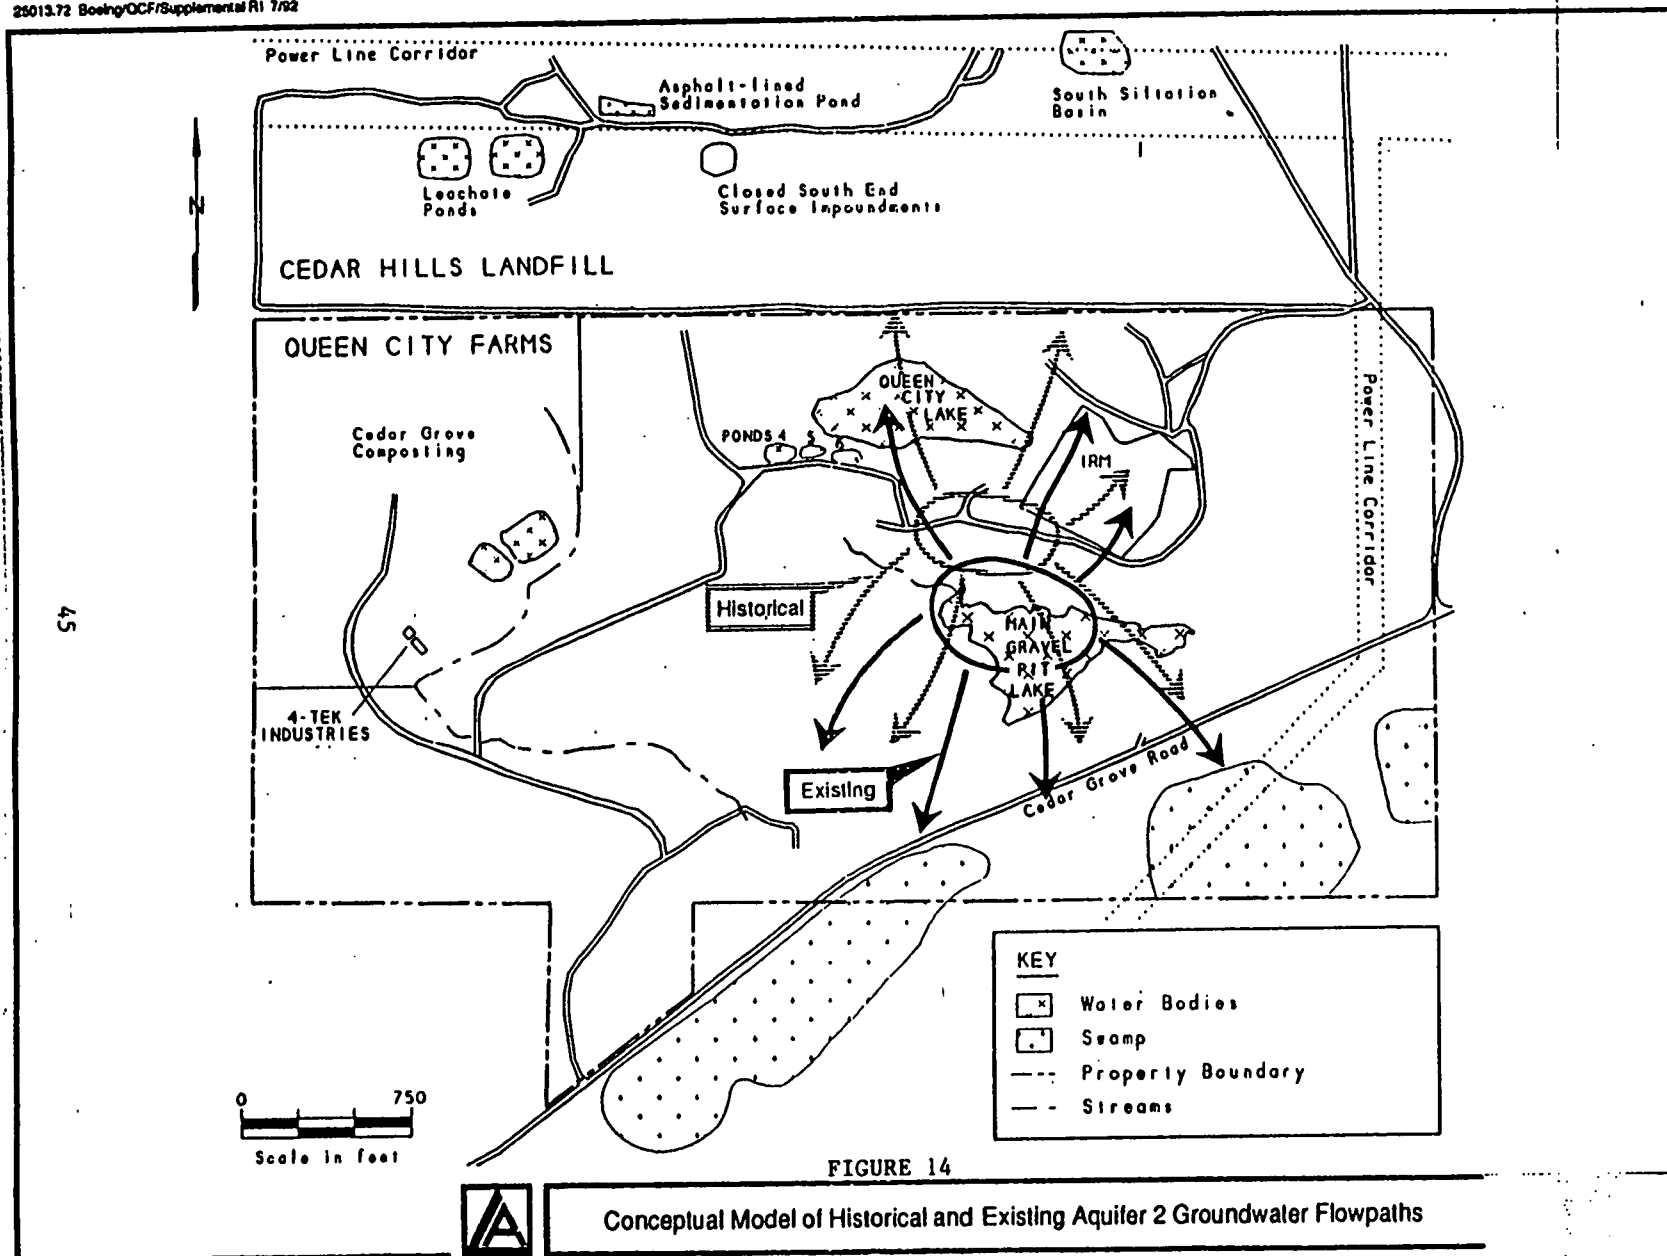 25013.72 Boeing/QCF/Supplemental RI 7/92
Power Line Corridor
Asphalt-lined
Sedimentation Pond
South Siltation
Basin
N
Leachate
Ponds
Closed South End
Surface Impoundments
CEDAR HILLS LANDFILL
QUEEN CITY FARMS
QUEEN
CITY
LAKE
Cedar Grove
Composting
PONDS 4
5
6
IRM
Power Line Corridor
Historical
MAIN
GRAVEL
PIT
LAKE
45
4-TEK
INDUSTRIES
Existing
Cedar Grove Road
KEY
Water Bodies
Swamp
Property Boundary
Streams
0 750
Scale in feet
FIGURE 14
Conceptual Model of Historical and Existing Aquifer 2 Groundwater Flowpaths